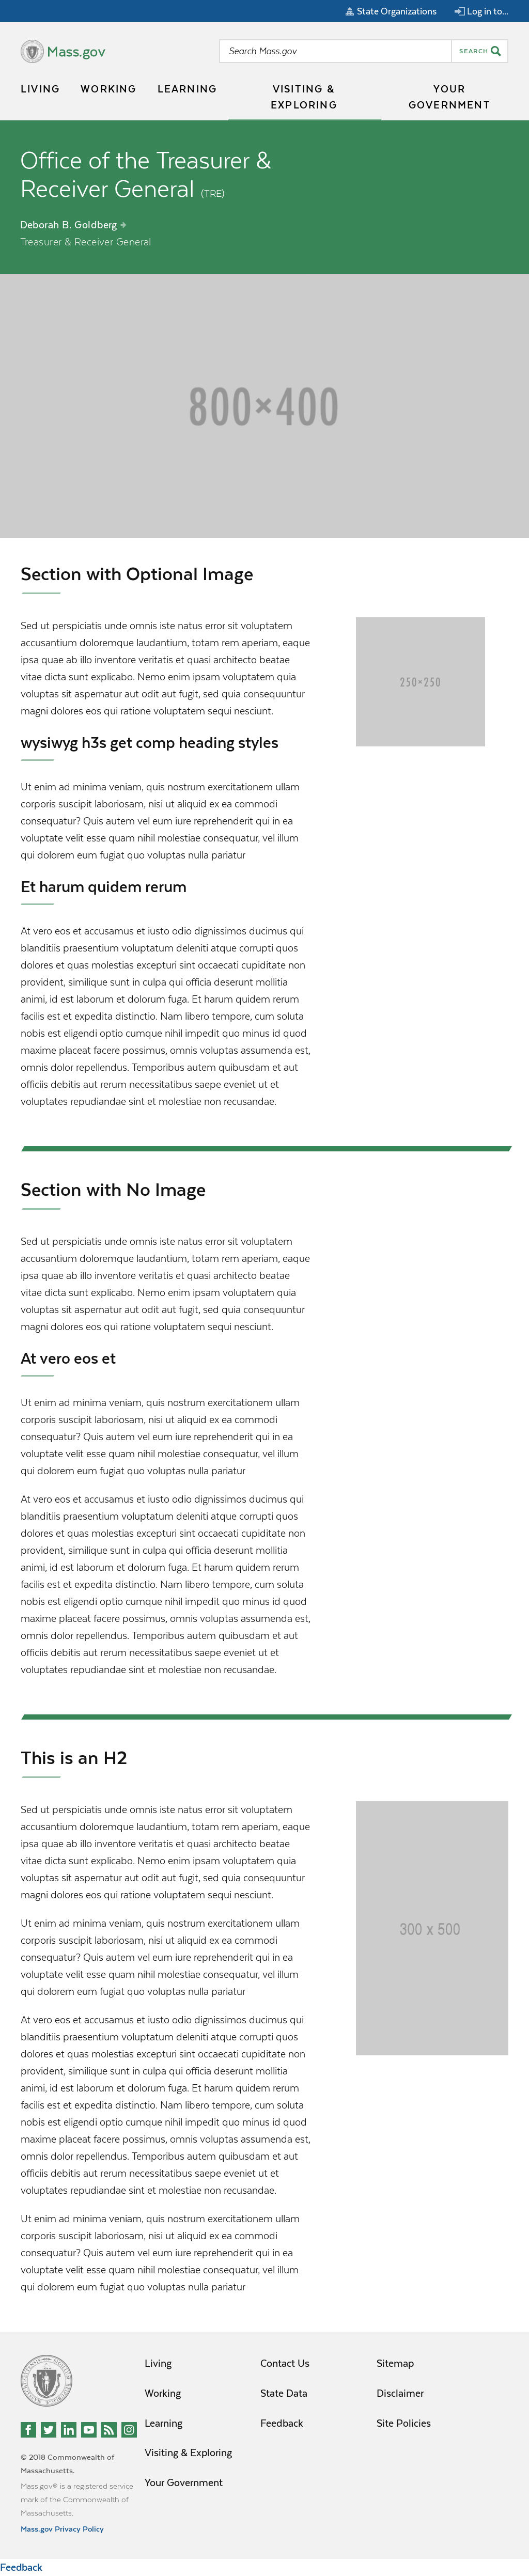 State Organizations
Log in to...
Mass.gov
Search Mass.gov
SEARCH
LIVING
WORKING
LEARNING
VISITING &
EXPLORING
YOUR
GOVERNMENT
Office of the Treasurer &
Receiver General (TRE)
Deborah B. Goldberg
Treasurer & Receiver General
800×400
Section with Optional Image
Sed ut perspiciatis unde omnis iste natus error sit voluptatem
accusantium doloremque laudantium, totam rem aperiam, eaque
ipsa quae ab illo inventore veritatis et quasi architecto beatae
vitae dicta sunt explicabo. Nemo enim ipsam voluptatem quia
voluptas sit aspernatur aut odit aut fugit, sed quia consequuntur
magni dolores eos qui ratione voluptatem sequi nesciunt.
250×250
wysiwyg h3s get comp heading styles
Ut enim ad minima veniam, quis nostrum exercitationem ullam
corporis suscipit laboriosam, nisi ut aliquid ex ea commodi
consequatur? Quis autem vel eum iure reprehenderit qui in ea
voluptate velit esse quam nihil molestiae consequatur, vel illum
qui dolorem eum fugiat quo voluptas nulla pariatur
Et harum quidem rerum
At vero eos et accusamus et iusto odio dignissimos ducimus qui
blanditiis praesentium voluptatum deleniti atque corrupti quos
dolores et quas molestias excepturi sint occaecati cupiditate non
provident, similique sunt in culpa qui officia deserunt mollitia
animi, id est laborum et dolorum fuga. Et harum quidem rerum
facilis est et expedita distinctio. Nam libero tempore, cum soluta
nobis est eligendi optio cumque nihil impedit quo minus id quod
maxime placeat facere possimus, omnis voluptas assumenda est,
omnis dolor repellendus. Temporibus autem quibusdam et aut
officiis debitis aut rerum necessitatibus saepe eveniet ut et
voluptates repudiandae sint et molestiae non recusandae.
Section with No Image
Sed ut perspiciatis unde omnis iste natus error sit voluptatem
accusantium doloremque laudantium, totam rem aperiam, eaque
ipsa quae ab illo inventore veritatis et quasi architecto beatae
vitae dicta sunt explicabo. Nemo enim ipsam voluptatem quia
voluptas sit aspernatur aut odit aut fugit, sed quia consequuntur
magni dolores eos qui ratione voluptatem sequi nesciunt.
At vero eos et
Ut enim ad minima veniam, quis nostrum exercitationem ullam
corporis suscipit laboriosam, nisi ut aliquid ex ea commodi
consequatur? Quis autem vel eum iure reprehenderit qui in ea
voluptate velit esse quam nihil molestiae consequatur, vel illum
qui dolorem eum fugiat quo voluptas nulla pariatur
At vero eos et accusamus et iusto odio dignissimos ducimus qui
blanditiis praesentium voluptatum deleniti atque corrupti quos
dolores et quas molestias excepturi sint occaecati cupiditate non
provident, similique sunt in culpa qui officia deserunt mollitia
animi, id est laborum et dolorum fuga. Et harum quidem rerum
facilis est et expedita distinctio. Nam libero tempore, cum soluta
nobis est eligendi optio cumque nihil impedit quo minus id quod
maxime placeat facere possimus, omnis voluptas assumenda est,
omnis dolor repellendus. Temporibus autem quibusdam et aut
officiis debitis aut rerum necessitatibus saepe eveniet ut et
voluptates repudiandae sint et molestiae non recusandae.
This is an H2
Sed ut perspiciatis unde omnis iste natus error sit voluptatem
accusantium doloremque laudantium, totam rem aperiam, eaque
ipsa quae ab illo inventore veritatis et quasi architecto beatae
vitae dicta sunt explicabo. Nemo enim ipsam voluptatem quia
voluptas sit aspernatur aut odit aut fugit, sed quia consequuntur
magni dolores eos qui ratione voluptatem sequi nesciunt.
300 x 500
Ut enim ad minima veniam, quis nostrum exercitationem ullam
corporis suscipit laboriosam, nisi ut aliquid ex ea commodi
consequatur? Quis autem vel eum iure reprehenderit qui in ea
voluptate velit esse quam nihil molestiae consequatur, vel illum
qui dolorem eum fugiat quo voluptas nulla pariatur
At vero eos et accusamus et iusto odio dignissimos ducimus qui
blanditiis praesentium voluptatum deleniti atque corrupti quos
dolores et quas molestias excepturi sint occaecati cupiditate non
provident, similique sunt in culpa qui officia deserunt mollitia
animi, id est laborum et dolorum fuga. Et harum quidem rerum
facilis est et expedita distinctio. Nam libero tempore, cum soluta
nobis est eligendi optio cumque nihil impedit quo minus id quod
maxime placeat facere possimus, omnis voluptas assumenda est,
omnis dolor repellendus. Temporibus autem quibusdam et aut
officiis debitis aut rerum necessitatibus saepe eveniet ut et
voluptates repudiandae sint et molestiae non recusandae.
Ut enim ad minima veniam, quis nostrum exercitationem ullam
corporis suscipit laboriosam, nisi ut aliquid ex ea commodi
consequatur? Quis autem vel eum iure reprehenderit qui in ea
voluptate velit esse quam nihil molestiae consequatur, vel illum
qui dolorem eum fugiat quo voluptas nulla pariatur
Living
Working
Learning
Visiting & Exploring
Your Government
Contact Us
State Data
Feedback
Sitemap
Disclaimer
Site Policies
© 2018 Commonwealth of
Massachusetts.
Mass.gov® is a registered service
mark of the Commonwealth of
Massachusetts.
Mass.gov Privacy Policy
Feedback